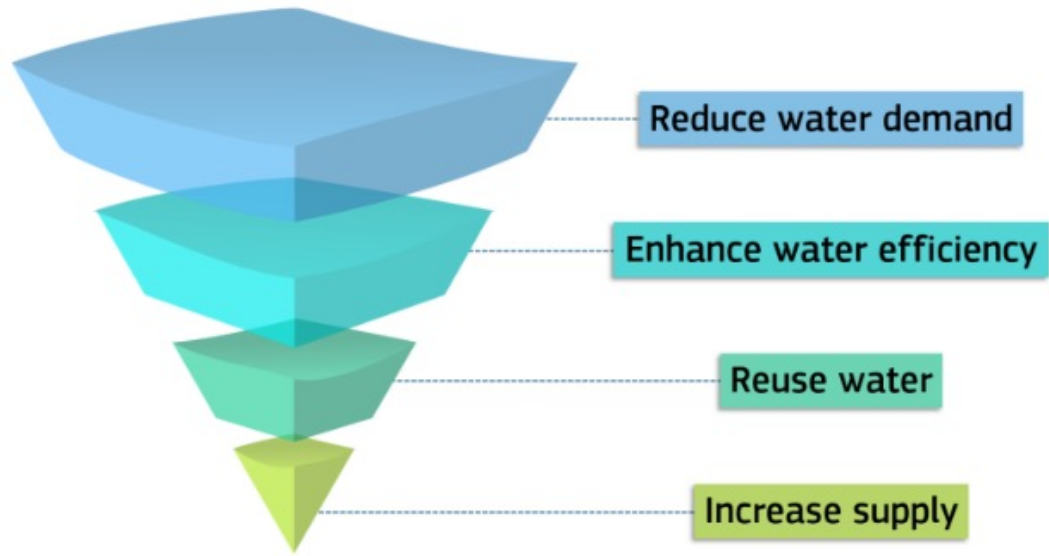 Reduce water demand
Enhance water efficiency
Reuse water
Increase supply